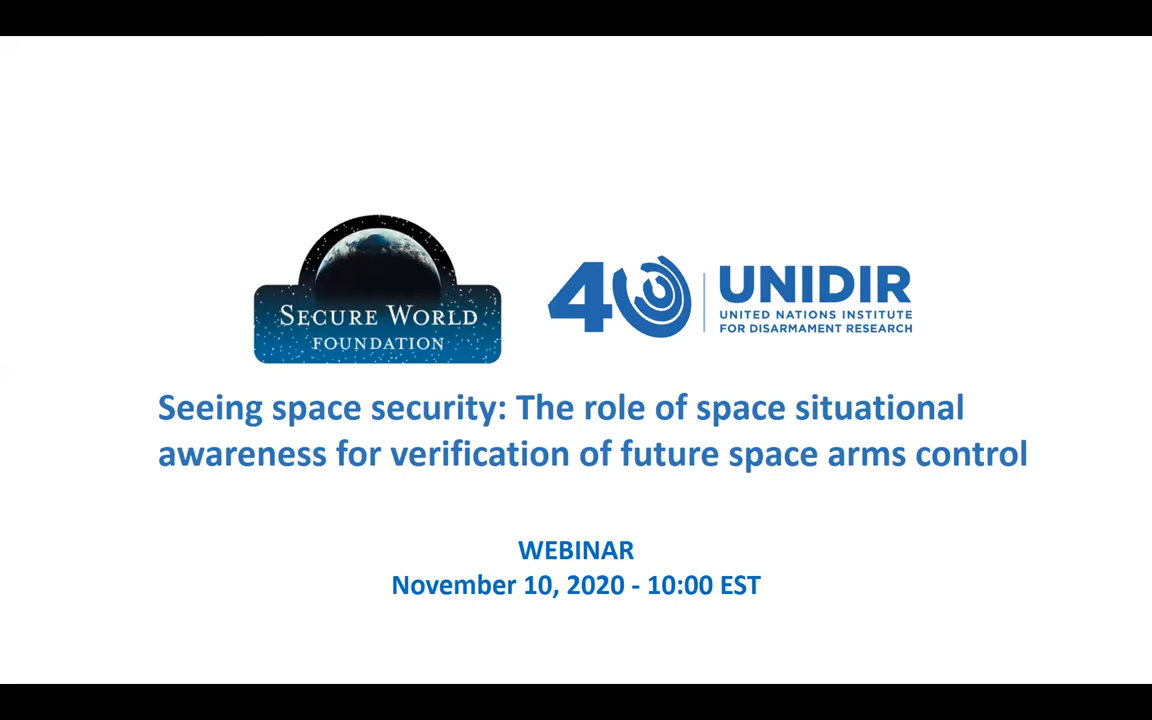 SECURE WORLD
FOUNDATION
40
UNIDIR
UNITED NATIONS INSTITUTE
FOR DISARMAMENT RESEARCH
Seeing space security: The role of space situational
awareness for verification of future space arms control
WEBINAR
November 10, 2020 - 10:00 EST